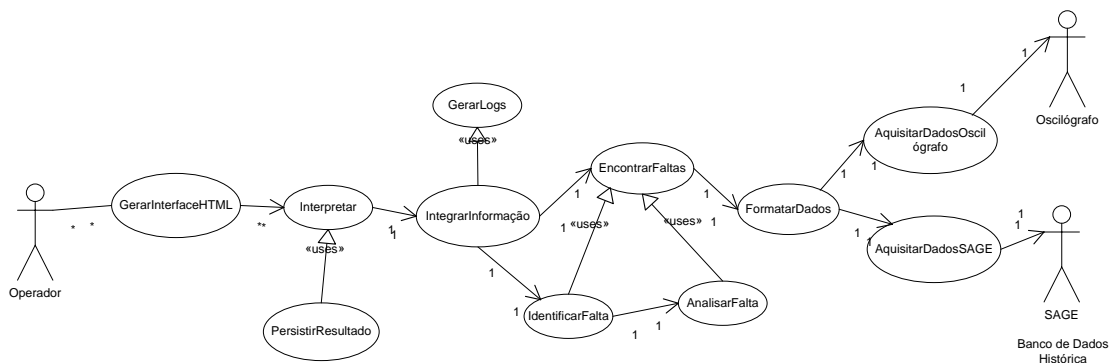 GerarLogs
«uses»
EncontrarFaltas
AquisitarDadosOscil
ógrafo
Oscilógrafo
1
1
1
1
GerarInterfaceHTML
Interpretar
IntegrarInformação
FormatarDados
*
*
**
1
1
1
1
1
1
«uses»
1
«uses»
«uses»
1
1
AquisitarDadosSAGE
1
1
Operador
PersistirResultado
1
1
IdentificarFalta
1
1
AnalisarFalta
SAGE
Banco de Dados
Histórica